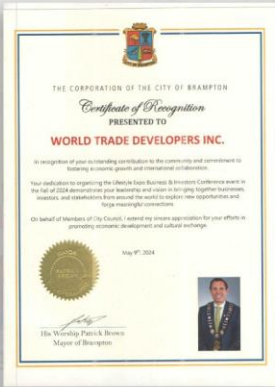 THE CORPORATION OF THE CITY OF BRAMPTON
Certificate of Recognition
PRESENTED TO
WORLD TRADE DEVELOPERS INC.
In recognition of your outstanding contribution to the community and commitment to
fostering economic growth and international collaboration.
Your dedication to organizing the Lifestyle Expo Business & Investors Conference event in
the fall of 2024 demonstrates your leadership and vision in bringing together businesses,
investors, and stakeholders from around the world to explore new opportunities and
forge meaningful connections.
On behalf of Members of City Council, I extend my sincere appreciation for your efforts in
promoting economic development and cultural exchange.
May 9th, 2024
His Worship Patrick Brown
Mayor of Brampton